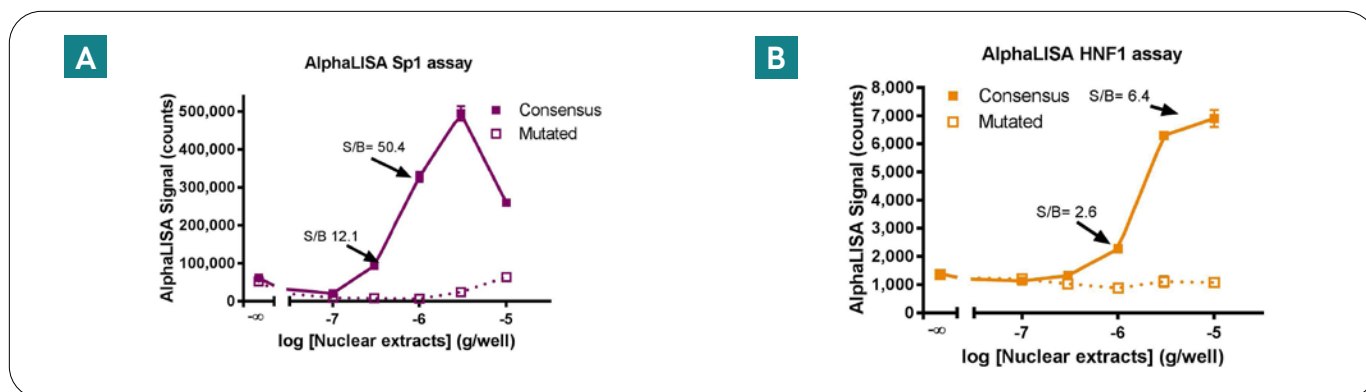 A
AlphaLISA Sp1 assay
AlphaLISA Signal (counts)
500,000
400,000
300,000
200,000
100,000
0
Consensus
Mutated
S/B= 50.4
S/B 12.1
-∞
-7
-6
-5
log [Nuclear extracts] (g/well)
B
AlphaLISA HNF1 assay
AlphaLISA Signal (counts)
8,000
7,000
6,000
5,000
4,000
3,000
2,000
1,000
0
Consensus
Mutated
S/B= 6.4
S/B= 2.6
-∞
-7
-6
-5
log [Nuclear extracts] (g/well)